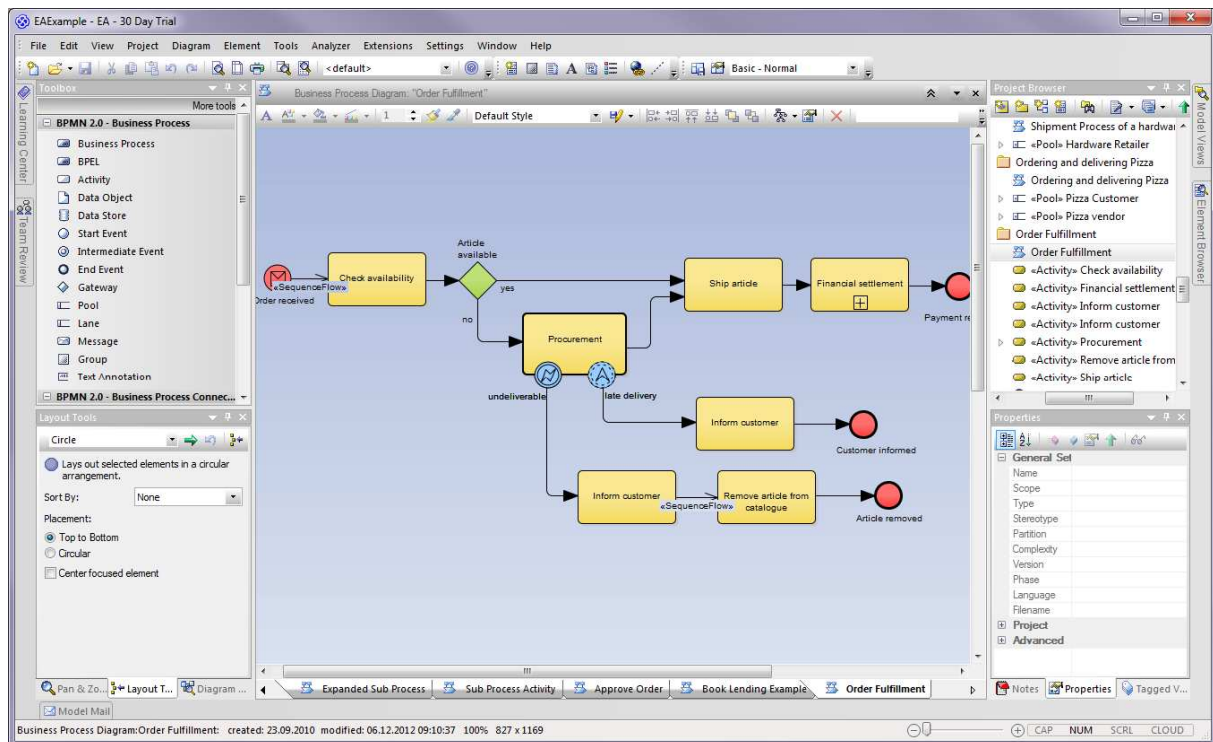 EAExample - EA - 30 Day Trial
File Edit View Project Diagram Element Tools Analyzer Extensions Settings Window Help
<default>
Basic - Normal
Toolbox
More tools
BPMN 2.0 - Business Process
Business Process
BPEL
Activity
Data Object
Data Store
Start Event
Intermediate Event
End Event
Gateway
Pool
Lane
Message
Group
Text Annotation
BPMN 2.0 - Business Process Connec...
Learning Center
Team Review
Layout Tools
Circle
Lays out selected elements in a circular
arrangement.
Sort By: None
Placement:
Top to Bottom
Circular
Center focused element
Pan & Zo... Layout T... Diagram ...
Business Process Diagram: "Order Fulfillment"
1 Default Style
Article
available
Check availability
«SequenceFlow»
Order received
yes
no
Ship article
Financial settlement
Payment re
Procurement
undeliverable
late delivery
Inform customer
Customer informed
Inform customer
«SequenceFlow»
Remove article from
catalogue
Article removed
Expanded Sub Process Sub Process Activity Approve Order Book Lending Example Order Fulfillment
Project Browser
Shipment Process of a hardwar
«Pool» Hardware Retailer
Ordering and delivering Pizza
Ordering and delivering Pizza
«Pool» Pizza Customer
«Pool» Pizza vendor
Order Fulfillment
Order Fulfillment
«Activity» Check availability
«Activity» Financial settlement
«Activity» Inform customer
«Activity» Inform customer
«Activity» Procurement
«Activity» Remove article from
«Activity» Ship article
Model Views
Element Browser
Properties
General Set
Name
Scope
Type
Stereotype
Partition
Complexity
Version
Phase
Language
Filename
Project
Advanced
Notes Properties Tagged V...
Model Mail
Business Process Diagram:Order Fulfillment: created: 23.09.2010 modified: 06.12.2012 09:10:37 100% 827 x 1169
CAP NUM SCRL CLOUD